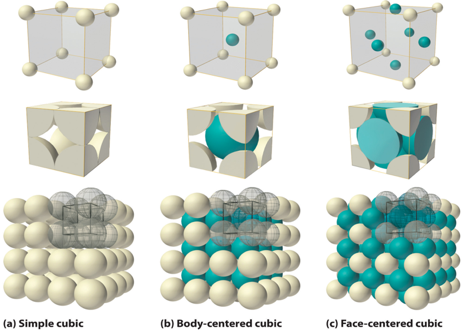 (a) Simple cubic
(b) Body-centered cubic
(c) Face-centered cubic